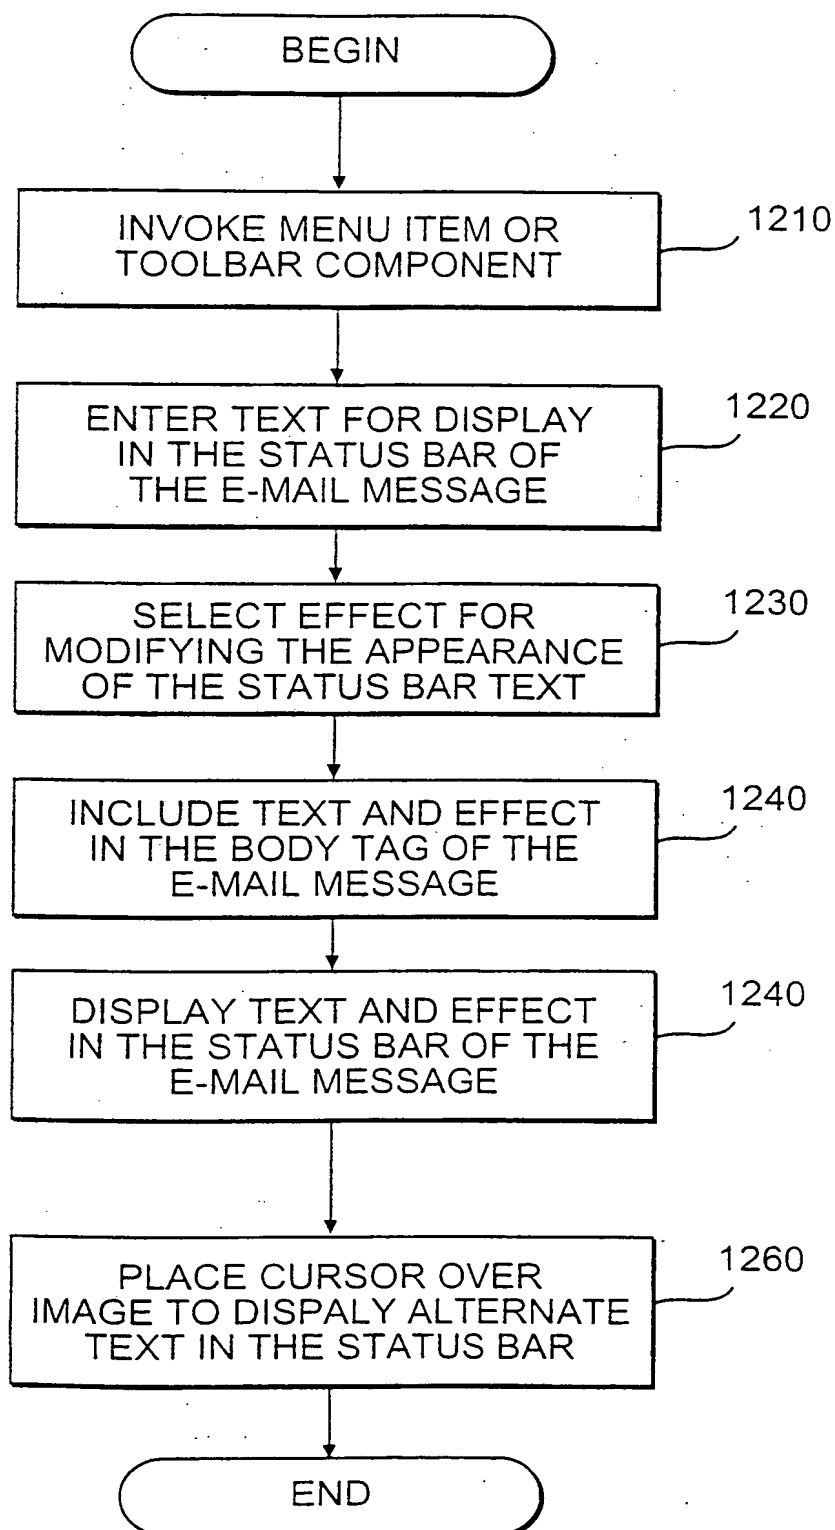 BEGIN
INVOKE MENU ITEM OR
TOOLBAR COMPONENT
1210
ENTER TEXT FOR DISPLAY
IN THE STATUS BAR OF
THE E-MAIL MESSAGE
1220
SELECT EFFECT FOR
MODIFYING THE APPEARANCE
OF THE STATUS BAR TEXT
1230
INCLUDE TEXT AND EFFECT
IN THE BODY TAG OF THE
E-MAIL MESSAGE
1240
DISPLAY TEXT AND EFFECT
IN THE STATUS BAR OF THE
E-MAIL MESSAGE
1240
PLACE CURSOR OVER
IMAGE TO DISPALY ALTERNATE
TEXT IN THE STATUS BAR
1260
END